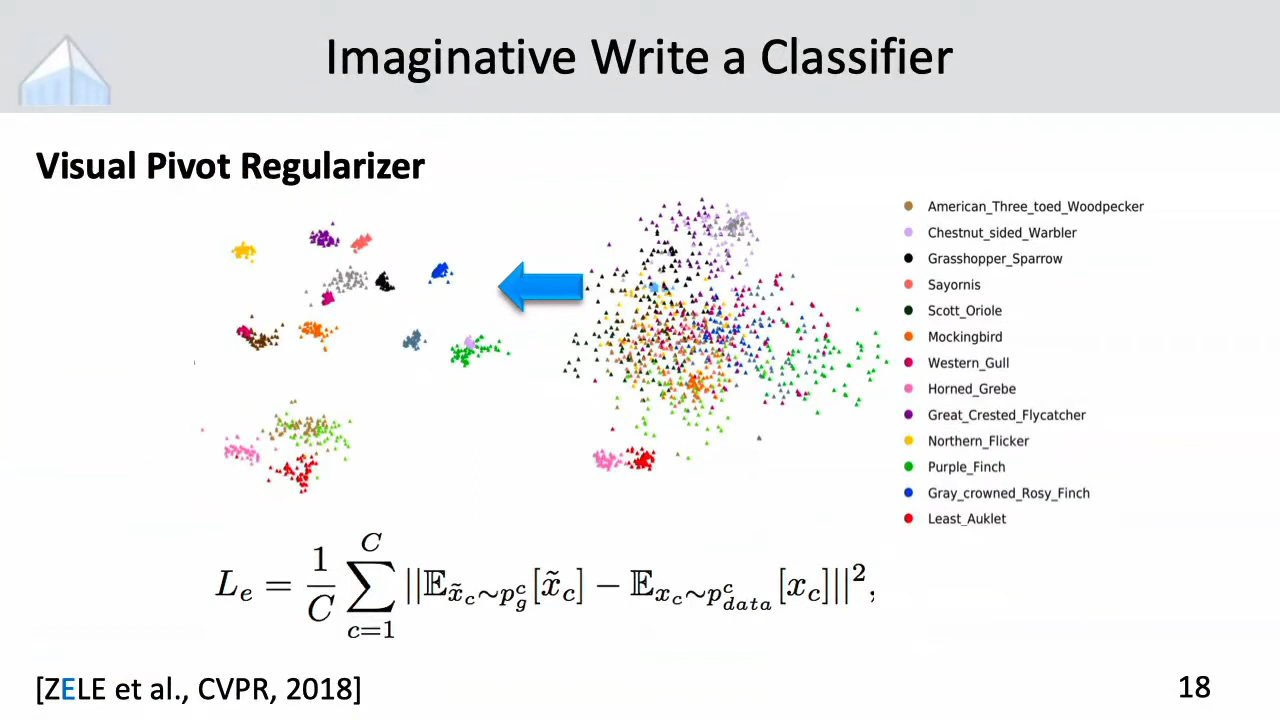 Imaginative Write a Classifier
Visual Pivot Regularizer
American_Three_toed_Woodpecker
Chestnut_sided_Warbler
Grasshopper_Sparrow
Sayornis
Scott_Oriole
Mockingbird
Western_Gull
Horned_Grebe
Great_Crested_Flycatcher
Northern_Flicker
Purple_Finch
Gray_crowned_Rosy_Finch
Least_Auklet
L_e = \frac{1}{C} \sum_{c=1}^{C} ||\mathbb{E}_{\tilde{x}_c \sim p_g^c}[\tilde{x}_c] - \mathbb{E}_{x_c \sim p_{data}^c}[x_c]||^2,
[ZELE et al., CVPR, 2018]
18